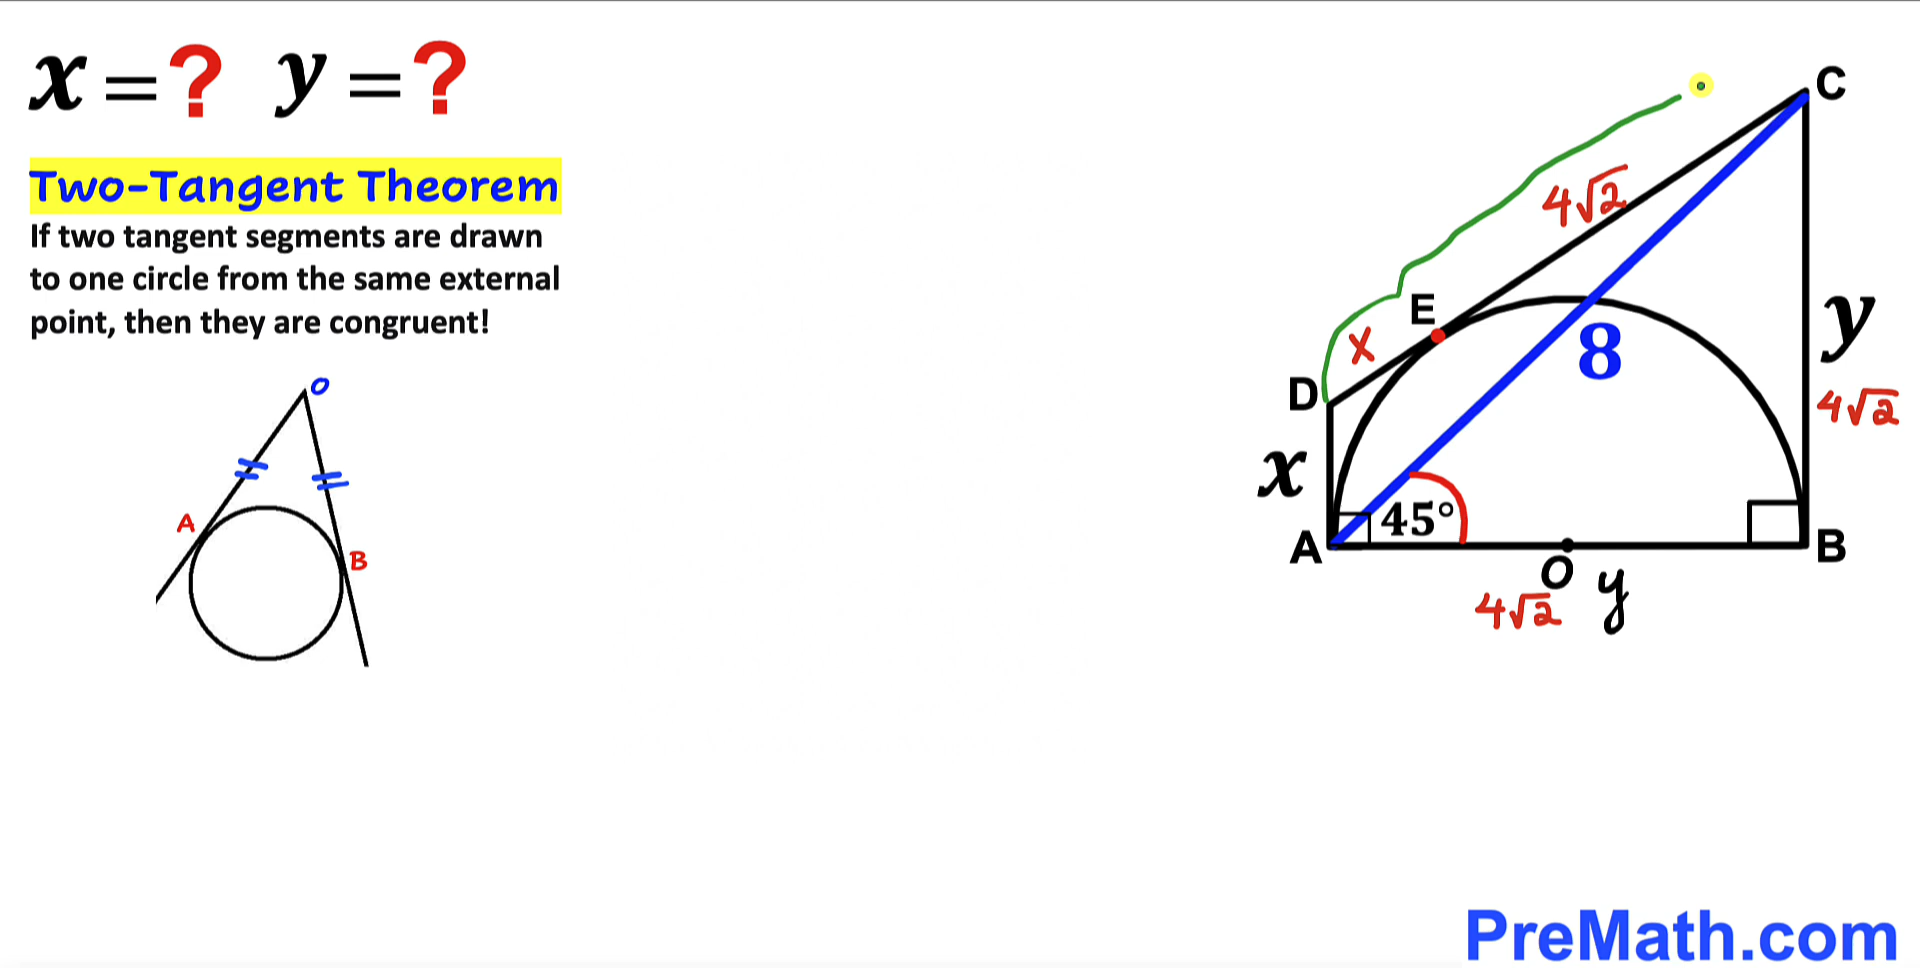 x = ? y = ?
Two-Tangent Theorem
If two tangent segments are drawn
to one circle from the same external
point, then they are congruent!
O
A
B
C
4√2
E
x
D
8
y
4√2
x
45°
A
B
O
y
4√2
PreMath.com